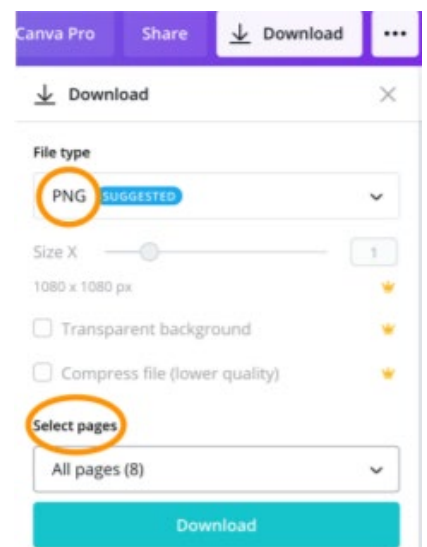 Canva Pro Share Download ...
Download
File type
PNG SUGGESTED
Size X 1
1080 x 1080 px
Transparent background
Compress file (lower quality)
Select pages
All pages (8)
Download